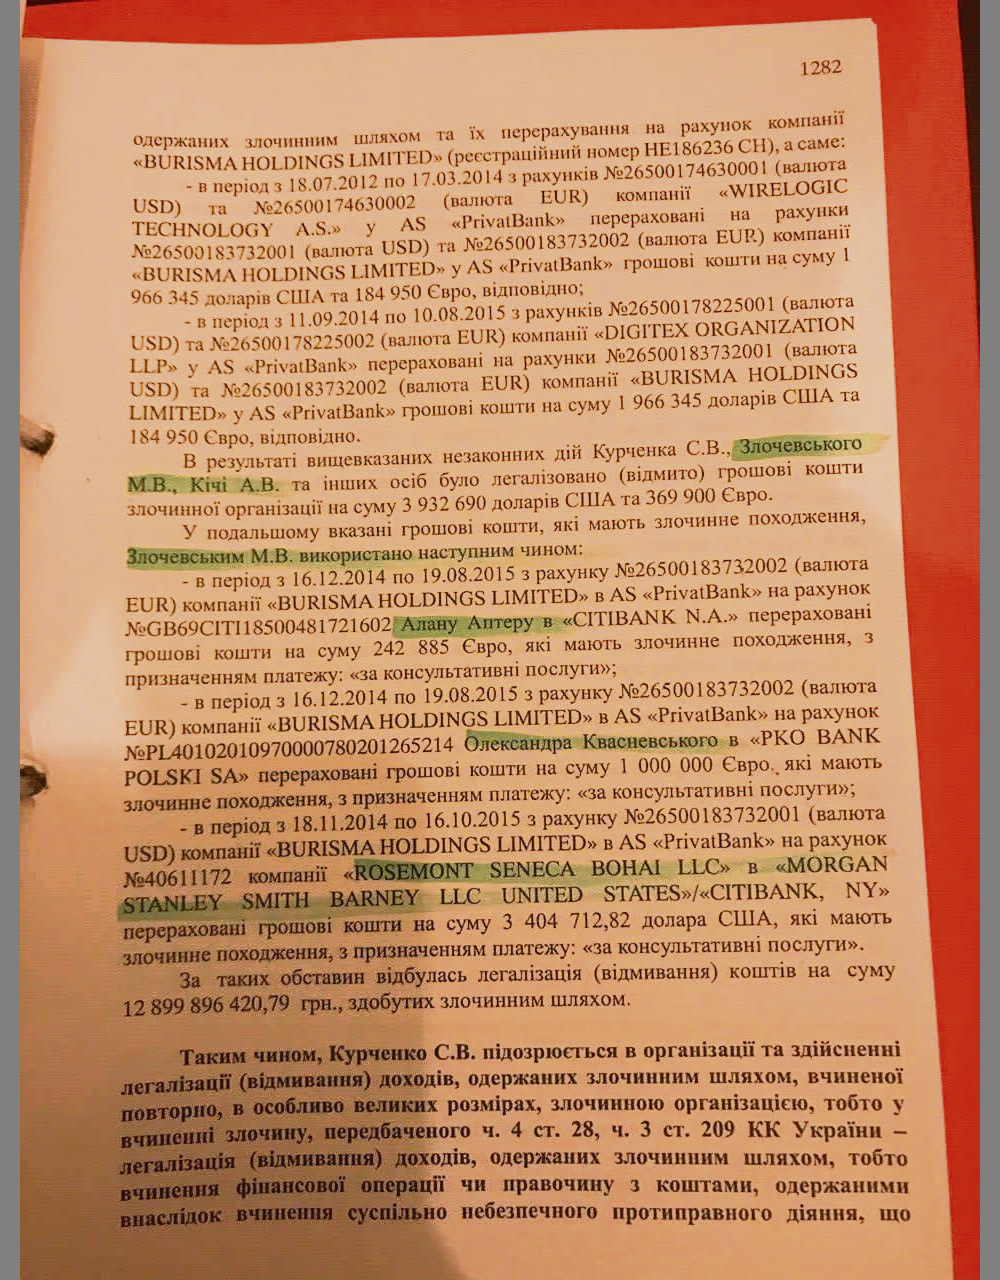 1282
одержаних злочинним шляхом та їх перерахування на рахунок компанії
«BURISMA HOLDINGS LIMITED» (реєстраційний номер HE186236 CH), а саме:
- в період з 18.07.2012 по 17.03.2014 з рахунків №26500174630001 (валюта
USD) та №26500174630002 (валюта EUR) компанії «WIRELOGIC
TECHNOLOGY A.S.» у AS «PrivatBank» перераховані на рахунки
№26500183732001 (валюта USD) та №26500183732002 (валюта EUR) компанії
«BURISMA HOLDINGS LIMITED» у AS «PrivatBank» грошові кошти на суму 1
966 345 доларів США та 184 950 Євро, відповідно;
- в період з 11.09.2014 по 10.08.2015 з рахунків №26500178225001 (валюта
USD) та №26500178225002 (валюта EUR) компанії «DIGITEX ORGANIZATION
LLP» у AS «PrivatBank» перераховані на рахунки №26500183732001 (валюта
USD) та №26500183732002 (валюта EUR) компанії «BURISMA HOLDINGS
LIMITED» у AS «PrivatBank» грошові кошти на суму 1 966 345 доларів США та
184 950 Євро, відповідно.
В результаті вищевказаних незаконних дій Курченка С.В., Злочевського
М.В., Кічі А.В. та інших осіб було легалізовано (відмито) грошові кошти
злочинної організації на суму 3 932 690 доларів США та 369 900 Євро.
У подальшому вказані грошові кошти, які мають злочинне походження,
Злочевським М.В. використано наступним чином:
- в період з 16.12.2014 по 19.08.2015 з рахунку №26500183732002 (валюта
EUR) компанії «BURISMA HOLDINGS LIMITED» в AS «PrivatBank» на рахунок
№GB69CITI18500481721602 Алану Аптеру в «CITIBANK N.A.» перераховані
грошові кошти на суму 242 885 Євро, які мають злочинне походження, з
призначенням платежу: «за консультативні послуги»;
- в період з 16.12.2014 по 19.08.2015 з рахунку №26500183732002 (валюта
EUR) компанії «BURISMA HOLDINGS LIMITED» в AS «PrivatBank» на рахунок
№PL40102010970000780201265214 Олександра Квасневського в «PKO BANK
POLSKI SA» перераховані грошові кошти на суму 1 000 000 Євро., які мають
злочинне походження, з призначенням платежу: «за консультативні послуги»;
- в період з 18.11.2014 по 16.10.2015 з рахунку №26500183732001 (валюта
USD) компанії «BURISMA HOLDINGS LIMITED» в AS «PrivatBank» на рахунок
№40611172 компанії «ROSEMONT SENECA BOHAI LLC» в «MORGAN
STANLEY SMITH BARNEY LLC UNITED STATES»/«CITIBANK, NY»
перераховані грошові кошти на суму 3 404 712,82 долара США, які мають
злочинне походження, з призначенням платежу: «за консультативні послуги».
За таких обставин відбулась легалізація (відмивання) коштів на суму
12 899 896 420,79 грн., здобутих злочинним шляхом.
Таким чином, Курченко С.В. підозрюється в організації та здійсненні
легалізації (відмивання) доходів, одержаних злочинним шляхом, вчиненої
повторно, в особливо великих розмірах, злочинною організацією, тобто у
вчиненні злочину, передбаченого ч. 4 ст. 28, ч. 3 ст. 209 КК України –
легалізація (відмивання) доходів, одержаних злочинним шляхом, тобто
вчинення фінансової операції чи правочину з коштами, одержаними
внаслідок вчинення суспільно небезпечного протиправного діяння, що